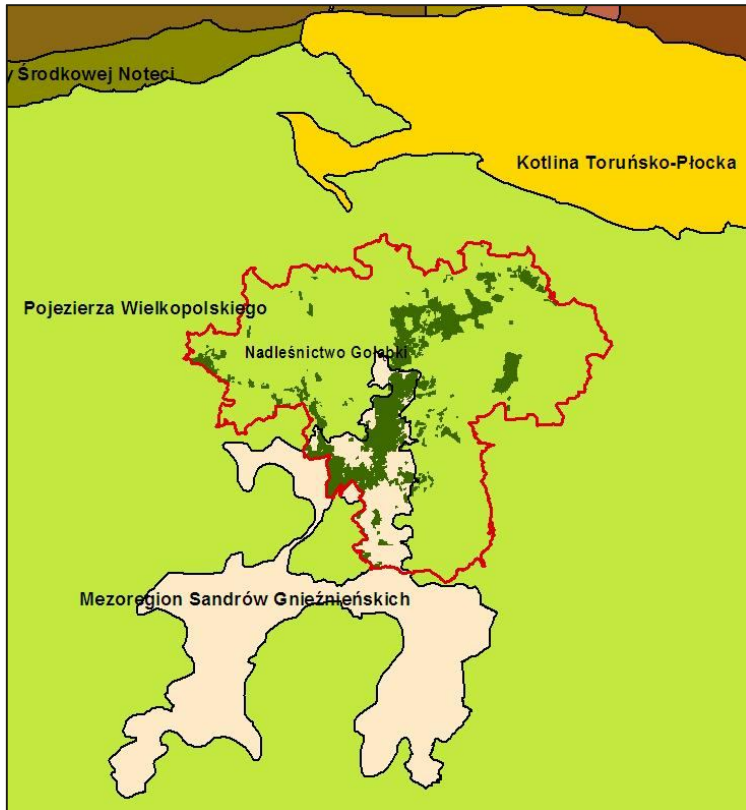 y Środkowej Noteci
Kotlina Toruńsko-Płocka
Pojezierza Wielkopolskiego
Nadleśnictwo Gołąbki
Mezoregion Sandrów Gnieźnieńskich